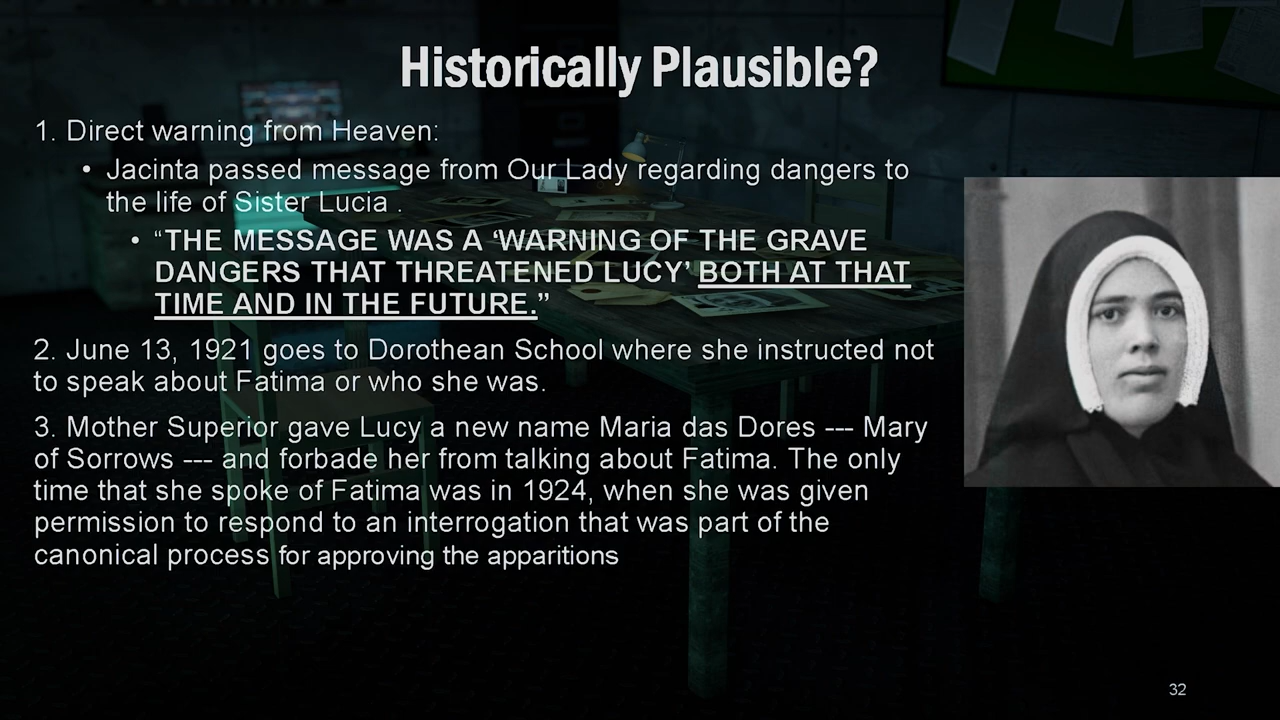 Historically Plausible?
1. Direct warning from Heaven:
• Jacinta passed message from Our Lady regarding dangers to
the life of Sister Lucia .
• “THE MESSAGE WAS A ‘WARNING OF THE GRAVE
DANGERS THAT THREATENED LUCY’ BOTH AT THAT
TIME AND IN THE FUTURE.”
2. June 13, 1921 goes to Dorothean School where she instructed not
to speak about Fatima or who she was.
3. Mother Superior gave Lucy a new name Maria das Dores --- Mary
of Sorrows --- and forbade her from talking about Fatima. The only
time that she spoke of Fatima was in 1924, when she was given
permission to respond to an interrogation that was part of the
canonical process for approving the apparitions
32